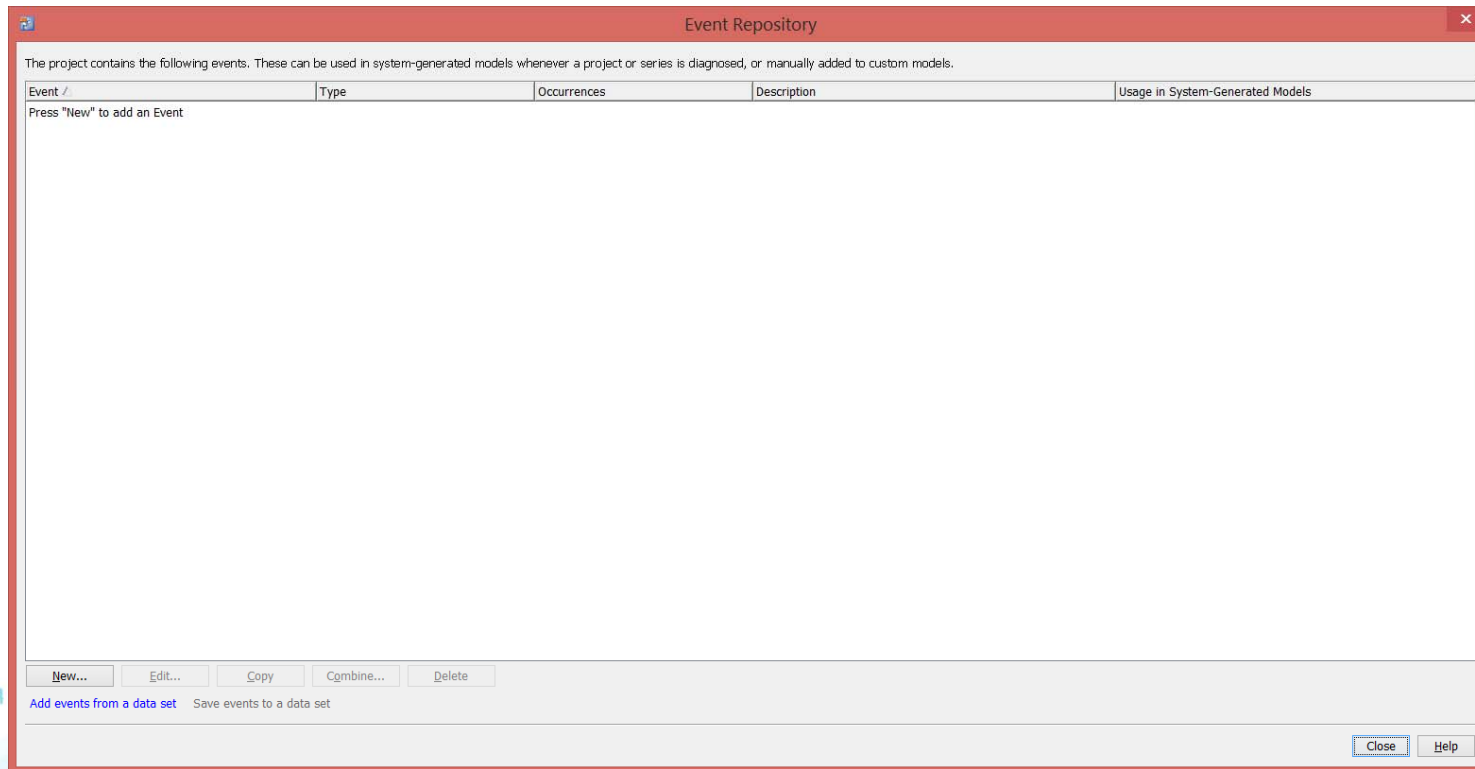 Event Repository
The project contains the following events. These can be used in system-generated models whenever a project or series is diagnosed, or manually added to custom models.
Event Type Occurrences Description Usage in System-Generated Models
Press "New" to add an Event
New... Edit... Copy Combine... Delete
Add events from a data set Save events to a data set
Close Help